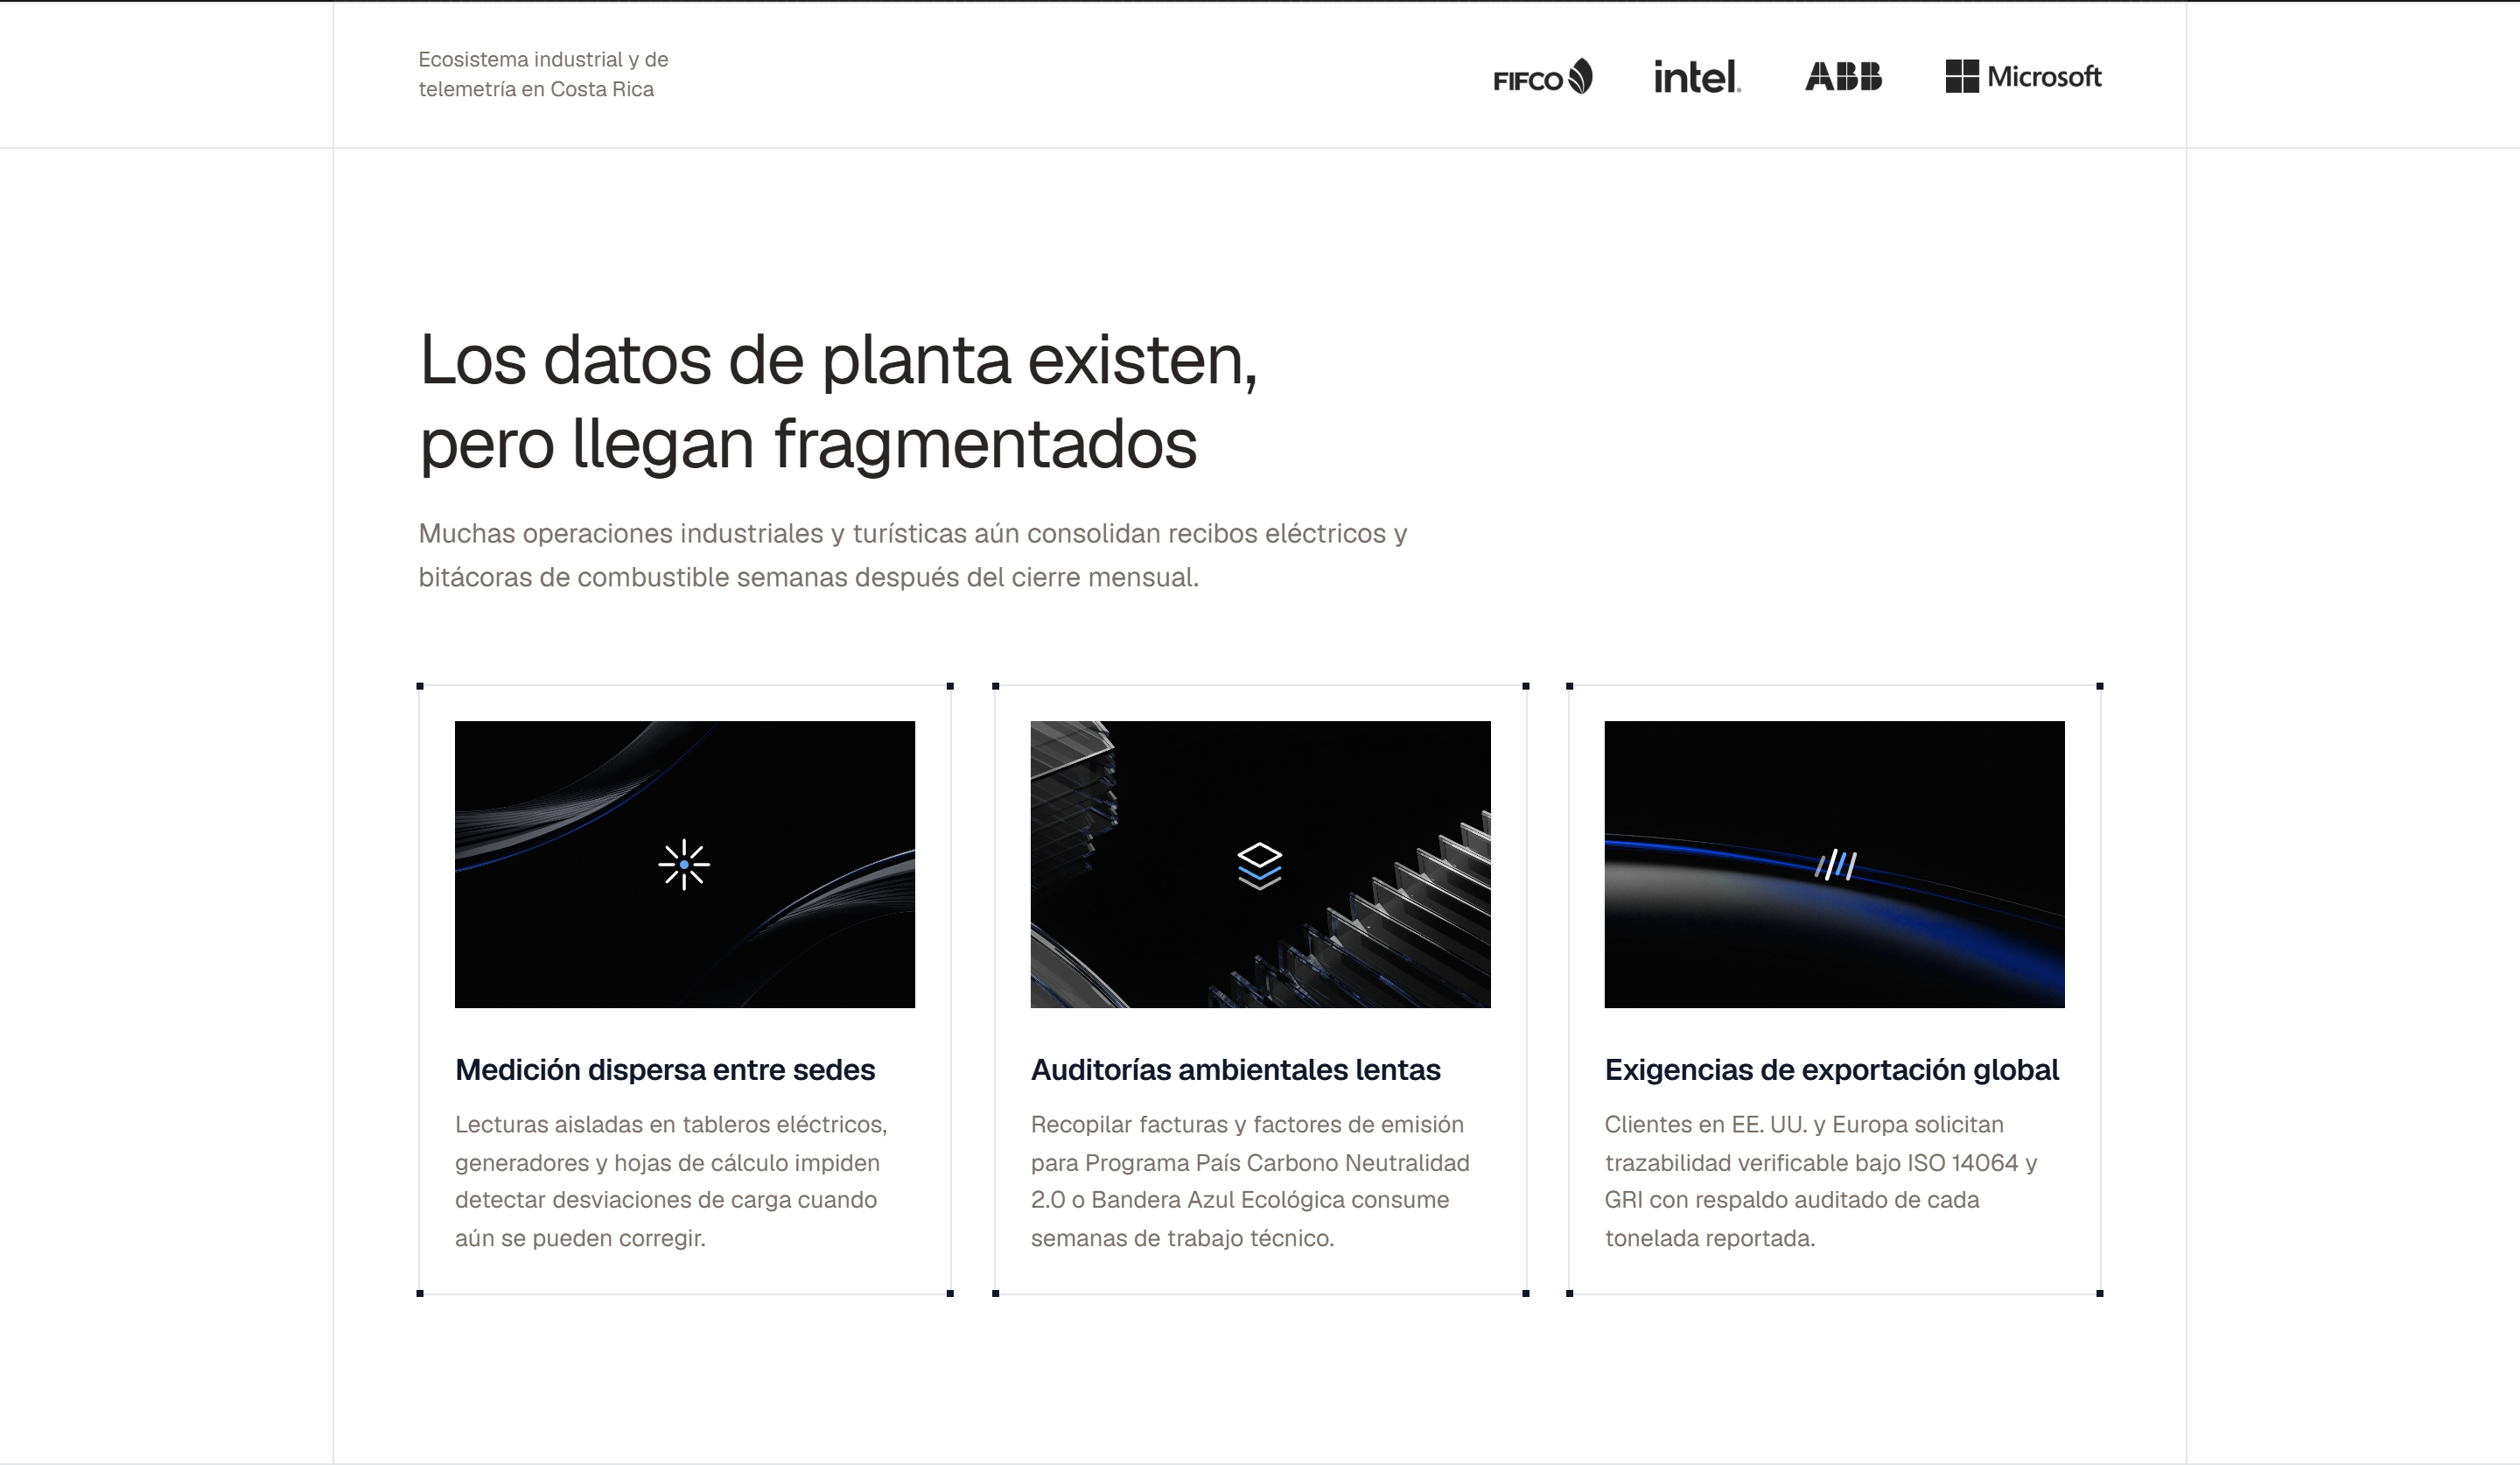 Ecosistema industrial y de
telemetría en Costa Rica
FIFCO
intel.
ABB
Microsoft
Los datos de planta existen,
pero llegan fragmentados
Muchas operaciones industriales y turísticas aún consolidan recibos eléctricos y
bitácoras de combustible semanas después del cierre mensual.
Medición dispersa entre sedes
Lecturas aisladas en tableros eléctricos,
generadores y hojas de cálculo impiden
detectar desviaciones de carga cuando
aún se pueden corregir.
Auditorías ambientales lentas
Recopilar facturas y factores de emisión
para Programa País Carbono Neutralidad
2.0 o Bandera Azul Ecológica consume
semanas de trabajo técnico.
Exigencias de exportación global
Clientes en EE. UU. y Europa solicitan
trazabilidad verificable bajo ISO 14064 y
GRI con respaldo auditado de cada
tonelada reportada.